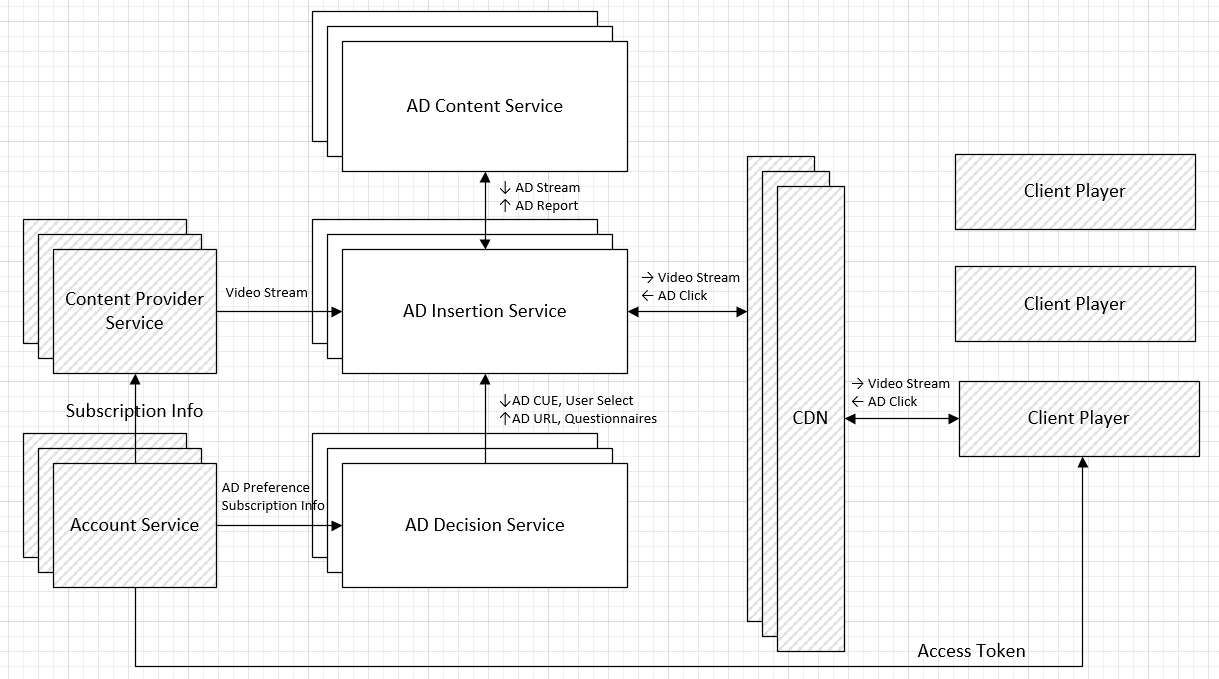 AD Content Service
↓ AD Stream
↑ AD Report
Client Player
Content Provider
Service
Video Stream
AD Insertion Service
→ Video Stream
← AD Click
Client Player
Subscription Info
↓AD CUE, User Select
↑AD URL, Questionnaires
CDN
→ Video Stream
← AD Click
Client Player
Account Service
AD Preference
Subscription Info
AD Decision Service
Access Token